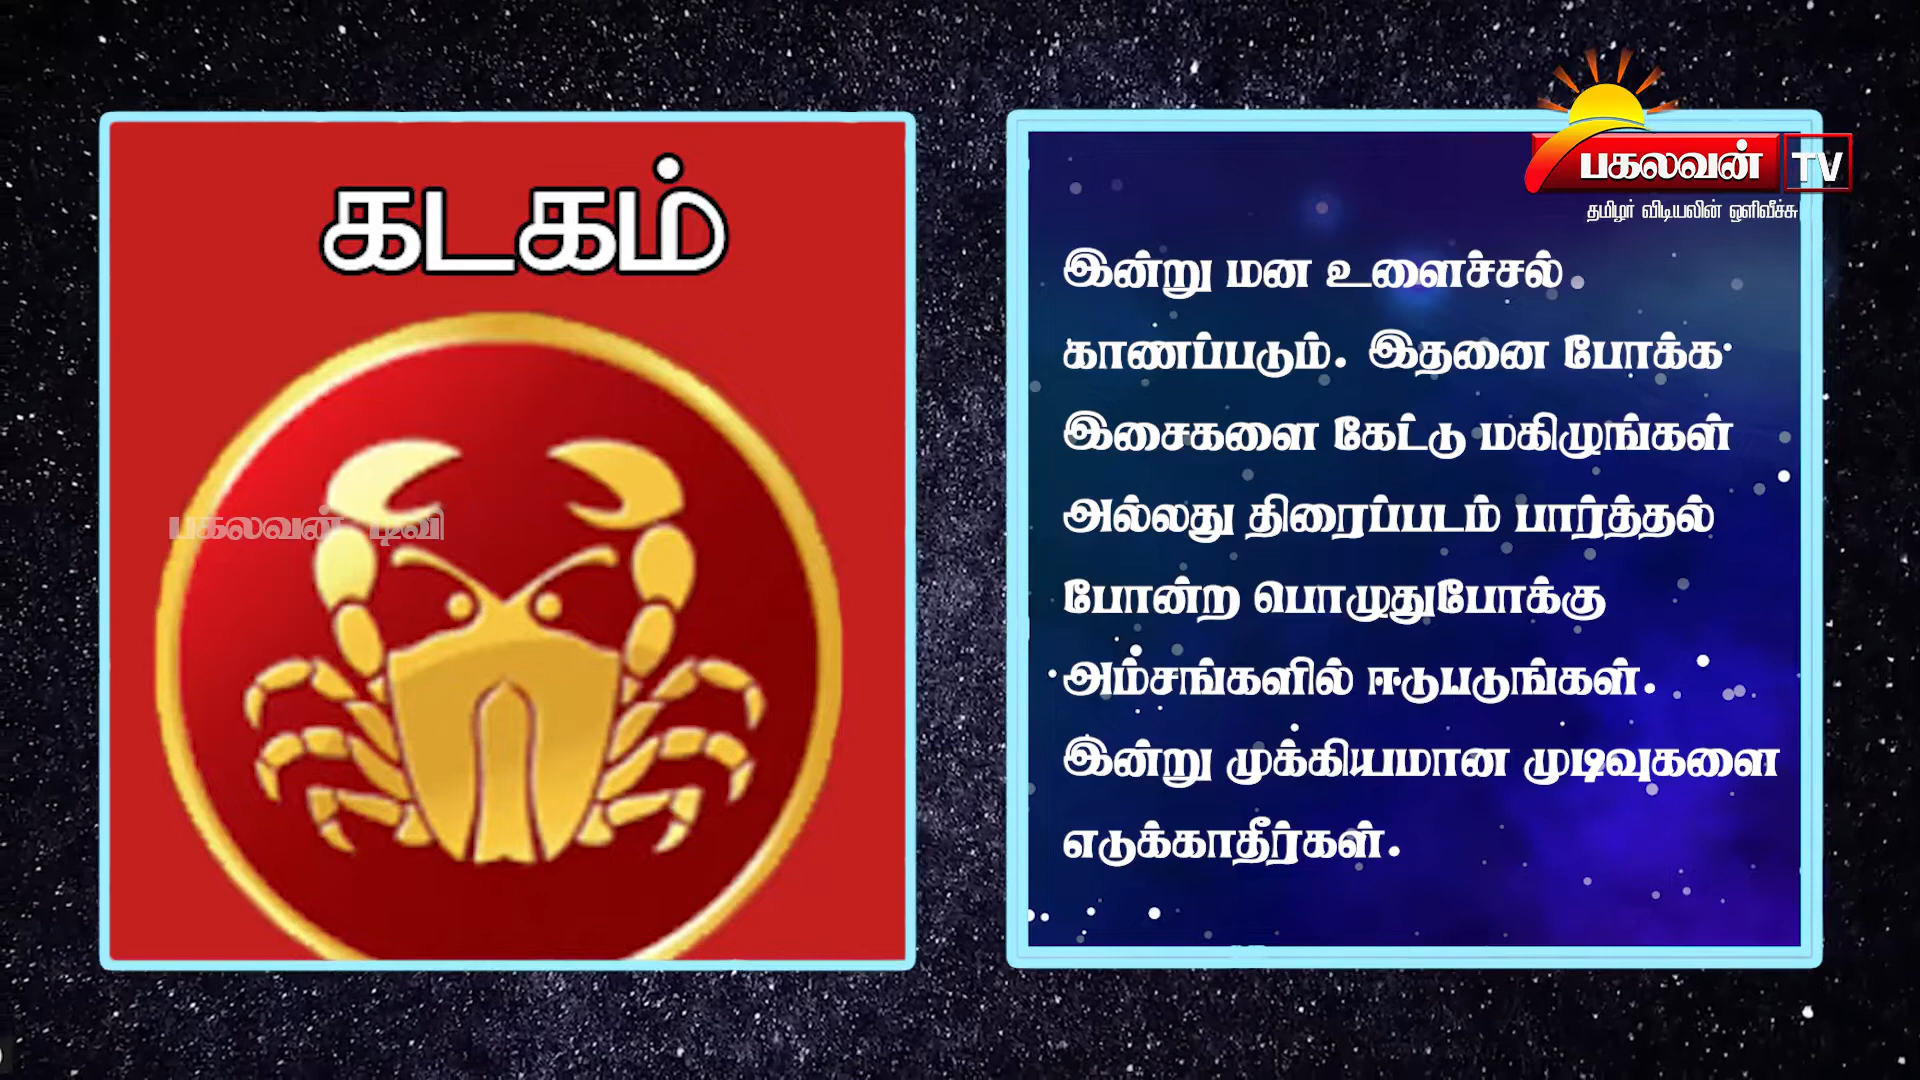 கடகம்
பகலவன் டிவி
பகலவன் TV
தமிழர் விடியலின் ஒளிவீச்சு
இன்று மன உளைச்சல்
காணப்படும். இதனை போக்க
இசைகளை கேட்டு மகிழுங்கள்
அல்லது திரைப்படம் பார்த்தல்
போன்ற பொழுதுபோக்கு
அம்சங்களில் ஈடுபடுங்கள்.
இன்று முக்கியமான முடிவுகளை
எடுக்காதீர்கள்.